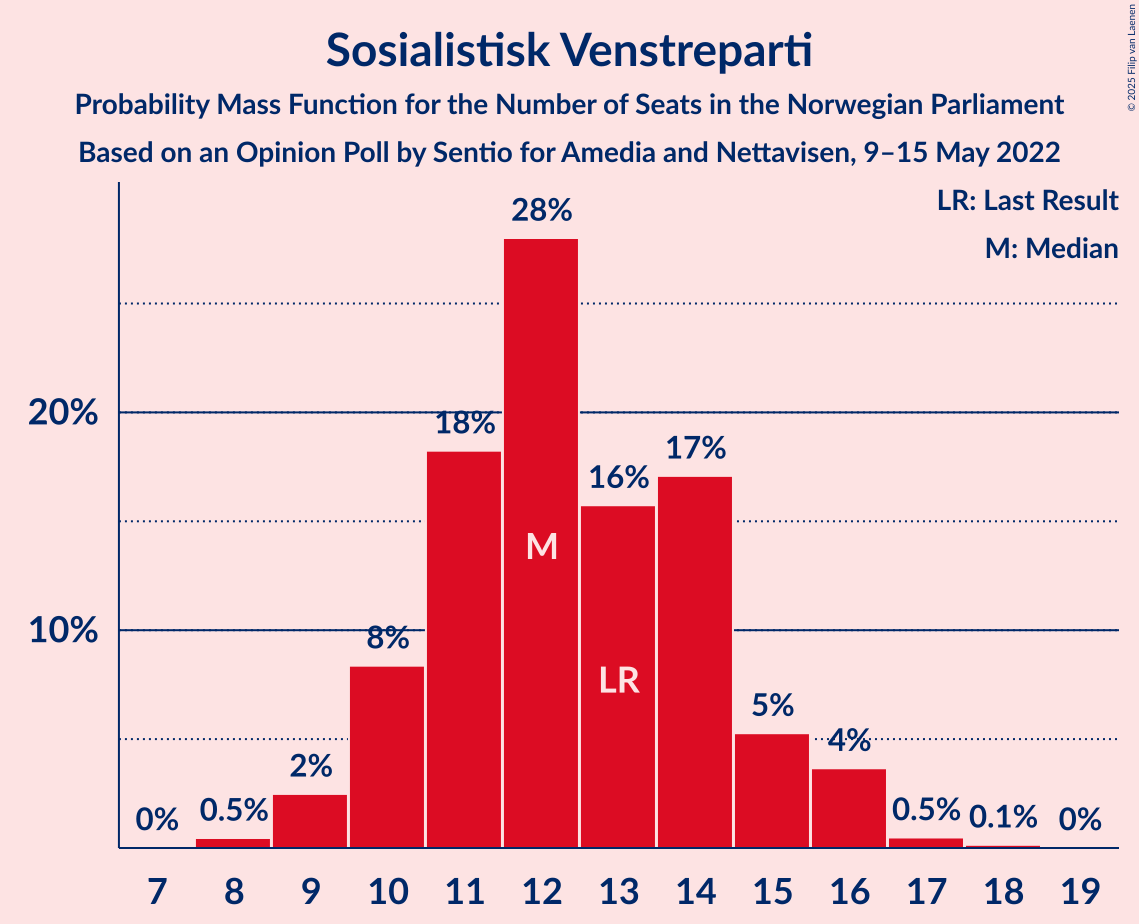 Sosialistisk Venstreparti
Probability Mass Function for the Number of Seats in the Norwegian Parliament
Based on an Opinion Poll by Sentio for Amedia and Nettavisen, 9–15 May 2022
© 2025 Filip van Laenen
LR: Last Result
M: Median
28%
20%
18%
17%
16%
M
10%
8%
LR
5%
4%
2%
0% 0.5% 0.5% 0.1% 0%
7 8 9 10 11 12 13 14 15 16 17 18 19